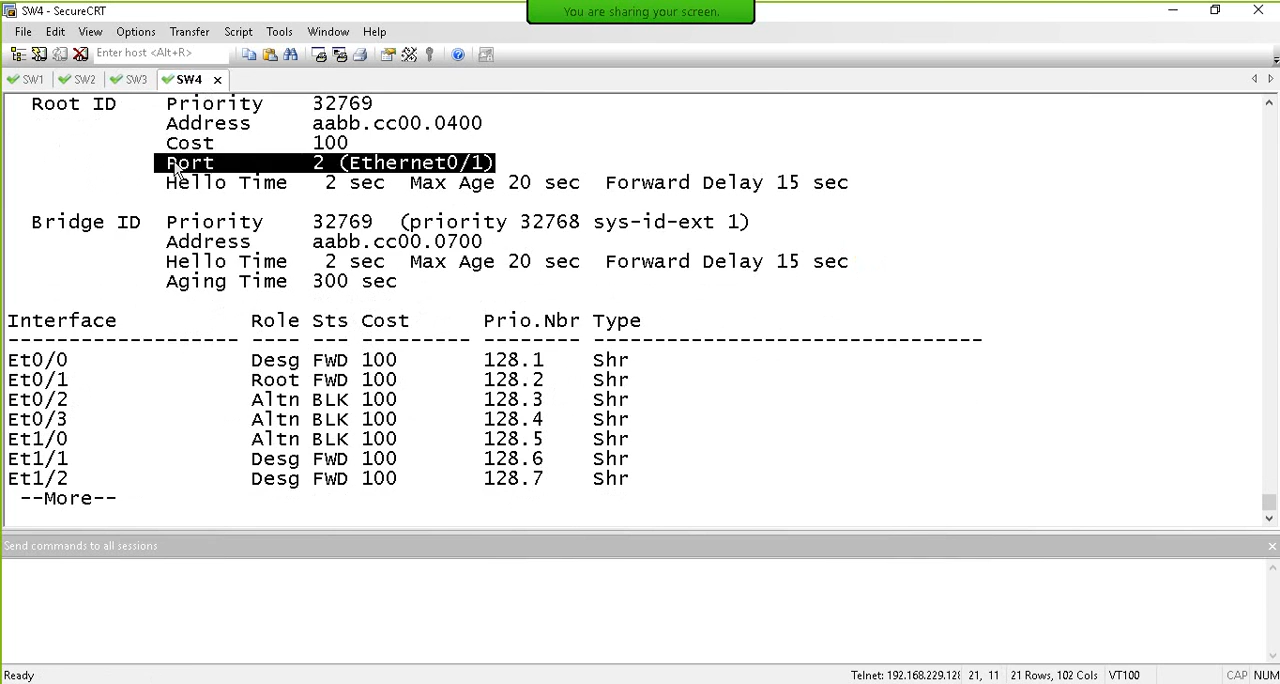 SW4 - SecureCRT
You are sharing your screen.
File Edit View Options Transfer Script Tools Window Help
Enter host <Alt+R>
SW1 SW2 SW3 SW4
Root ID Priority 32769
Address aabb.cc00.0400
Cost 100
Port 2 (Ethernet0/1)
Hello Time 2 sec Max Age 20 sec Forward Delay 15 sec
Bridge ID Priority 32769 (priority 32768 sys-id-ext 1)
Address aabb.cc00.0700
Hello Time 2 sec Max Age 20 sec Forward Delay 15 sec
Aging Time 300 sec
Interface Role Sts Cost Prio.Nbr Type
------------------- ---- --- --------- -------- --------------------------------
Et0/0 Desg FWD 100 128.1 Shr
Et0/1 Root FWD 100 128.2 Shr
Et0/2 Altn BLK 100 128.3 Shr
Et0/3 Altn BLK 100 128.4 Shr
Et1/0 Altn BLK 100 128.5 Shr
Et1/1 Desg FWD 100 128.6 Shr
Et1/2 Desg FWD 100 128.7 Shr
--More--
Send commands to all sessions
Ready Telnet: 192.168.229.12 21, 11 21 Rows, 102 Cols VT100 CAP NUM